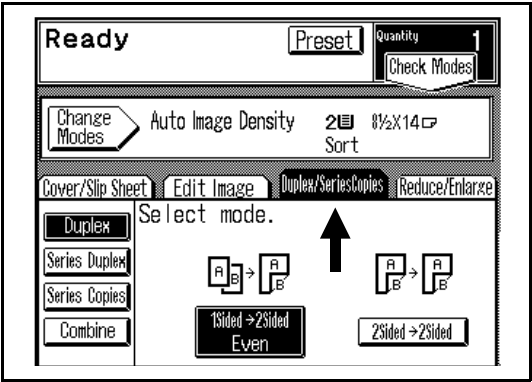 Ready
Preset
Quantity 1
Check Modes
Change
Modes
Auto Image Density
2
8½X14
Sort
Cover/Slip Sheet
Edit Image
Duplex/SeriesCopies
Reduce/Enlarge
Select mode.
Duplex
Series Duplex
Series Copies
Combine
A B → A B
A B → A B
1Sided →2Sided
Even
2Sided →2Sided